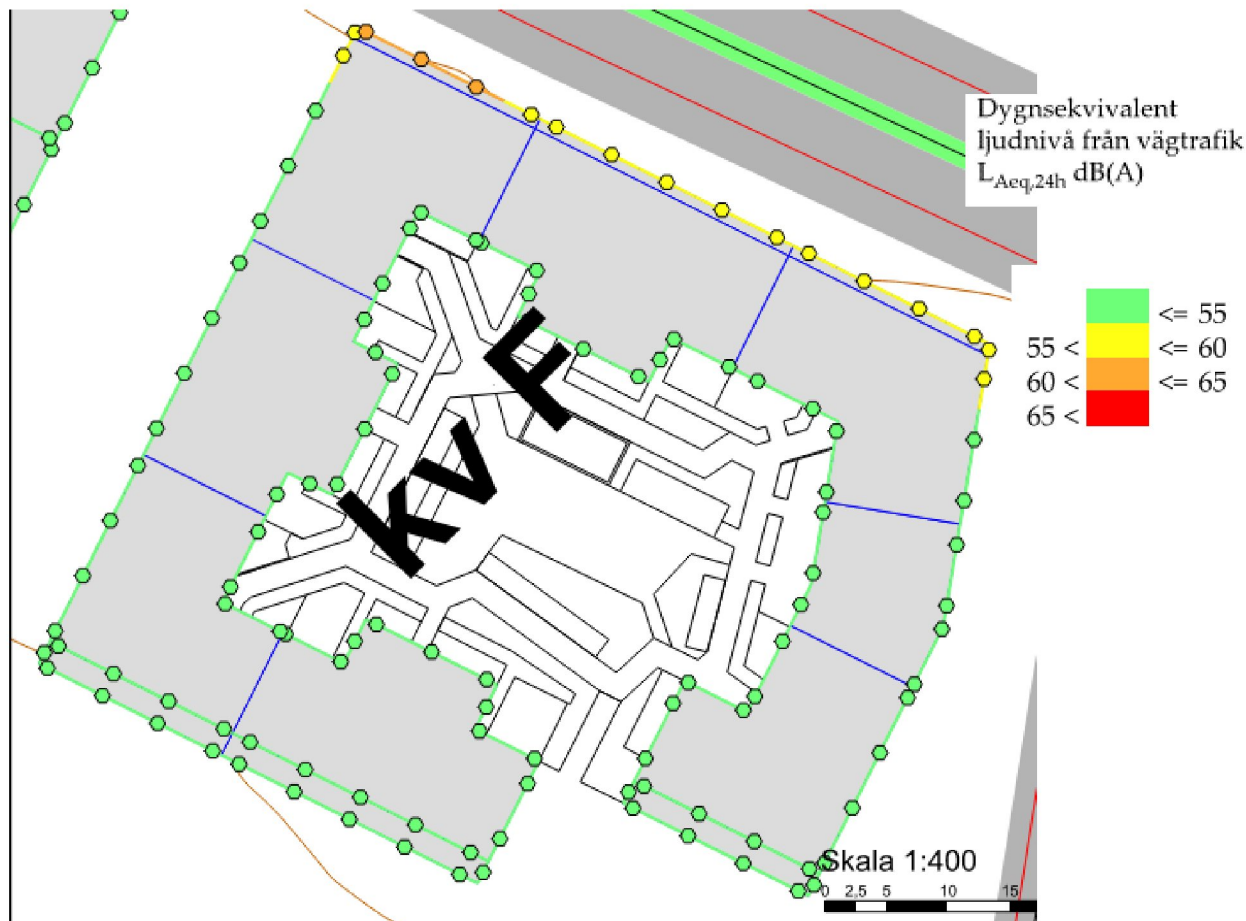 Dygnsekvivalent
ljudnivå från vägtrafik
LAeq,24h dB(A)
<= 55
55 < <= 60
60 < <= 65
65 <
KV F
Skala 1:400
0 2,5 5 10 15